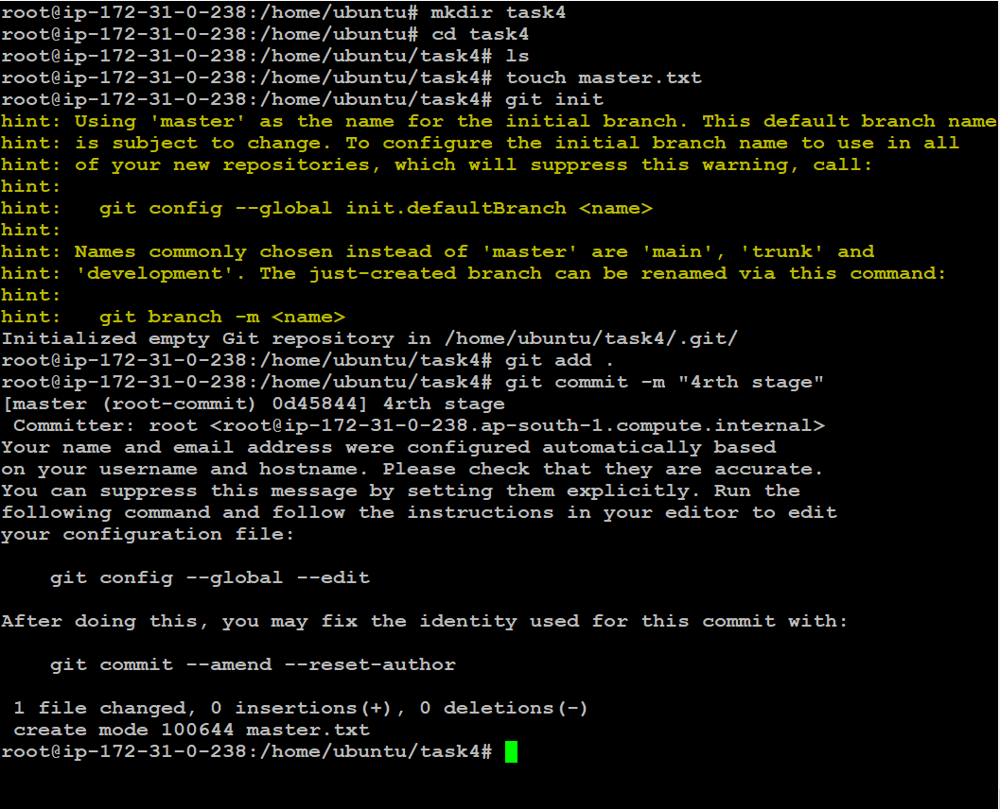 root@ip-172-31-0-238:/home/ubuntu# mkdir task4
root@ip-172-31-0-238:/home/ubuntu# cd task4
root@ip-172-31-0-238:/home/ubuntu/task4# ls
root@ip-172-31-0-238:/home/ubuntu/task4# touch master.txt
root@ip-172-31-0-238:/home/ubuntu/task4# git init
hint: Using 'master' as the name for the initial branch. This default branch name
hint: is subject to change. To configure the initial branch name to use in all
hint: of your new repositories, which will suppress this warning, call:
hint:
hint:   git config --global init.defaultBranch <name>
hint:
hint: Names commonly chosen instead of 'master' are 'main', 'trunk' and
hint: 'development'. The just-created branch can be renamed via this command:
hint:
hint:   git branch -m <name>
Initialized empty Git repository in /home/ubuntu/task4/.git/
root@ip-172-31-0-238:/home/ubuntu/task4# git add .
root@ip-172-31-0-238:/home/ubuntu/task4# git commit -m "4rth stage"
[master (root-commit) 0d45844] 4rth stage
 Committer: root <root@ip-172-31-0-238.ap-south-1.compute.internal>
Your name and email address were configured automatically based
on your username and hostname. Please check that they are accurate.
You can suppress this message by setting them explicitly. Run the
following command and follow the instructions in your editor to edit
your configuration file:

    git config --global --edit

After doing this, you may fix the identity used for this commit with:

    git commit --amend --reset-author

 1 file changed, 0 insertions(+), 0 deletions(-)
 create mode 100644 master.txt
root@ip-172-31-0-238:/home/ubuntu/task4#